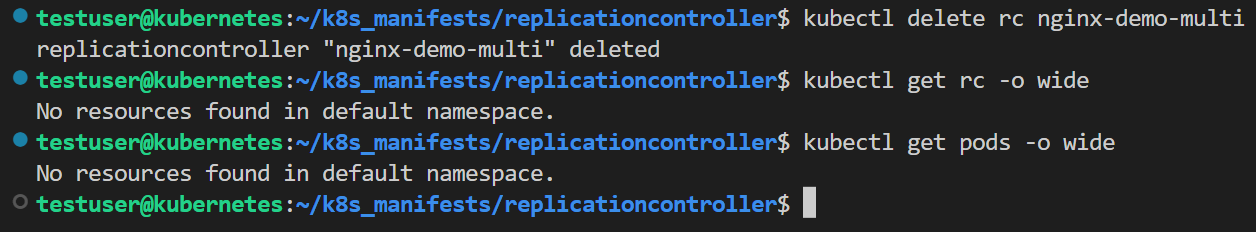 testuser@kubernetes:~/k8s_manifests/replicationcontroller$ kubectl delete rc nginx-demo-multi
replicationcontroller "nginx-demo-multi" deleted
testuser@kubernetes:~/k8s_manifests/replicationcontroller$ kubectl get rc -o wide
No resources found in default namespace.
testuser@kubernetes:~/k8s_manifests/replicationcontroller$ kubectl get pods -o wide
No resources found in default namespace.
testuser@kubernetes:~/k8s_manifests/replicationcontroller$